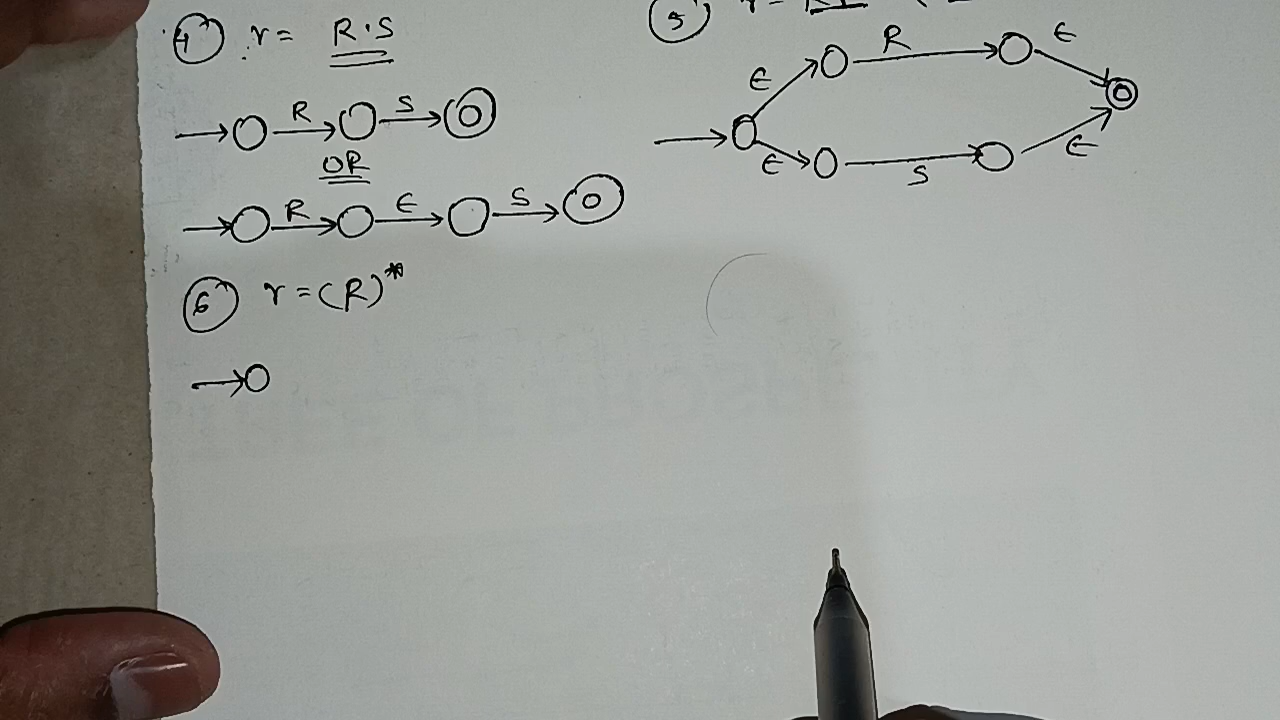 4) r = R·S
R S
OR
R ϵ S
5) r =
ϵ R ϵ
ϵ S ϵ
6) r = (R)*